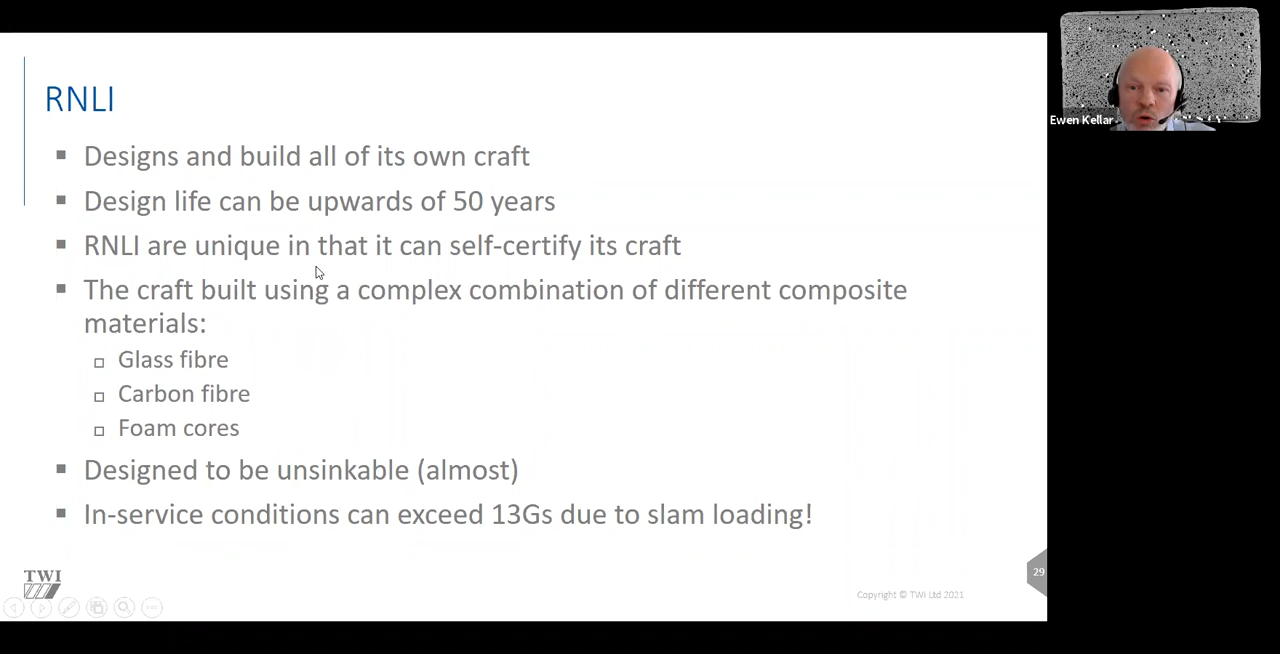 RNLI
Designs and build all of its own craft
Design life can be upwards of 50 years
RNLI are unique in that it can self-certify its craft
The craft built using a complex combination of different composite
materials:
Glass fibre
Carbon fibre
Foam cores
Designed to be unsinkable (almost)
In-service conditions can exceed 13Gs due to slam loading!
TWI
Copyright © TWI Ltd 2021
29
Ewen Kellar